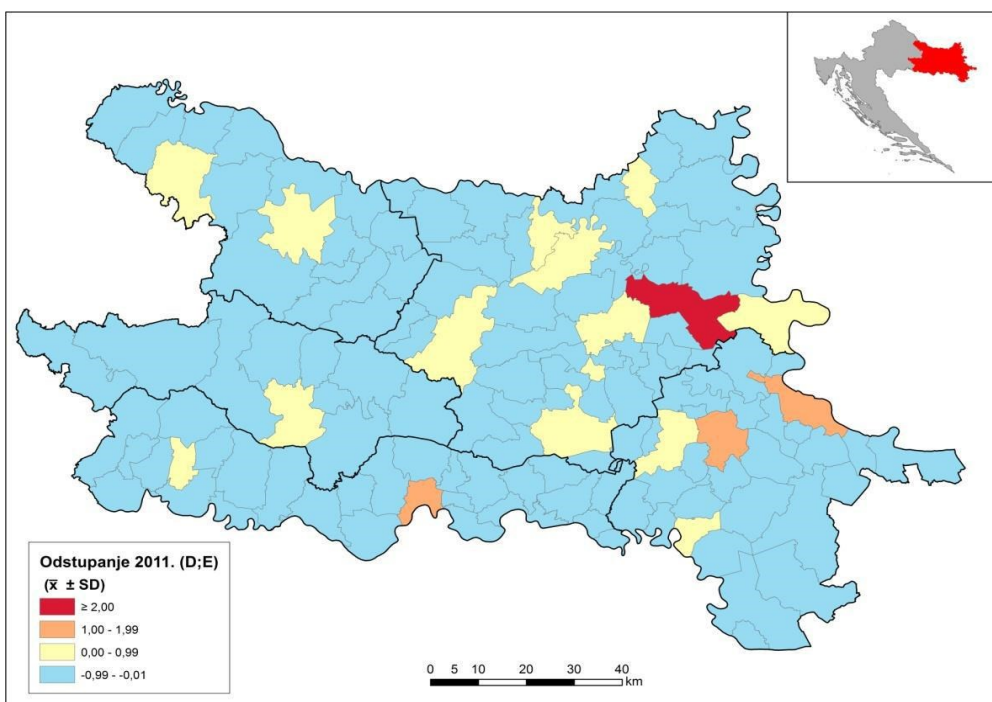 Odstupanje 2011. (D;E)
(x̄ ± SD)
≥ 2,00
1,00 - 1,99
0,00 - 0,99
-0,99 - -0,01
0 5 10 20 30 40
km